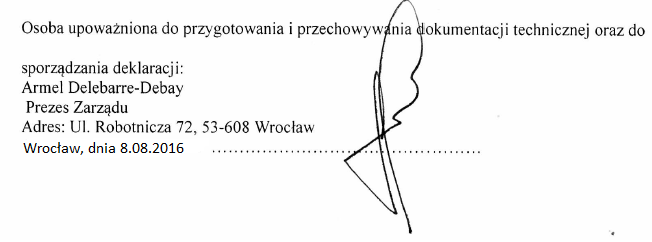 Osoba upoważniona do przygotowania i przechowywania dokumentacji technicznej oraz do
sporządzania deklaracji:
Armel Delebarre-Debay
Prezes Zarządu
Adres: Ul. Robotnicza 72, 53-608 Wrocław
Wrocław, dnia 8.08.2016 ................................................